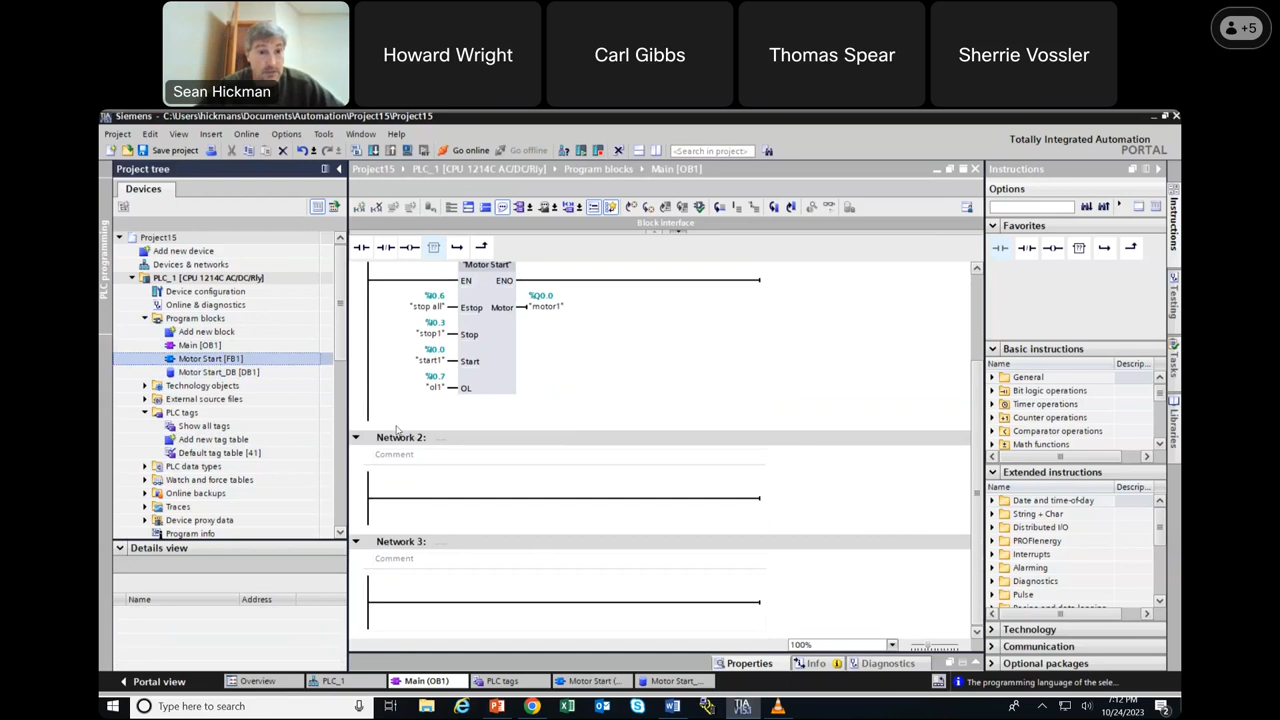 Sean Hickman
Howard Wright
Carl Gibbs
Thomas Spear
Sherrie Vossler
+5
Siemens - C:\Users\hickmans\Documents\Automation\Project15\Project15
Project Edit View Insert Online Options Tools Window Help
Totally Integrated Automation
PORTAL
Save project
Go online
Go offline
<Search in project>
Project tree
Devices
Project15
Add new device
Devices & networks
PLC_1 [CPU 1214C AC/DC/Rly]
Device configuration
Online & diagnostics
Program blocks
Add new block
Main [OB1]
Motor Start [FB1]
Motor Start_DB [DB1]
Technology objects
External source files
PLC tags
Show all tags
Add new tag table
Default tag table [41]
PLC data types
Watch and force tables
Online backups
Traces
Device proxy data
Program info
Details view
Name Address
PLC programming
Project15 PLC_1 [CPU 1214C AC/DC/Rly] Program blocks Main [OB1]
Block interface
"Motor Start"
EN ENO
%I0.6
"stop all" Estop
%Q0.0
Motor "motor1"
%I0.3
"stop1" Stop
%I0.0
"start1" Start
%I0.7
"ol1" OL
Network 2:
Comment
Network 3:
Comment
100%
Properties Info Diagnostics
Instructions
Options
Favorites
Basic instructions
Name Descrip...
General
Bit logic operations
Timer operations
Counter operations
Comparator operations
Math functions
Extended instructions
Name Descrip...
Date and time-of-day
String + Char
Distributed I/O
PROFIenergy
Interrupts
Alarming
Diagnostics
Pulse
Technology
Communication
Optional packages
Instructions
Testing
Tasks
Libraries
Portal view Overview PLC_1 Main (OB1) PLC tags Motor Start (... Motor Start_...
The programming language of the sele...
Type here to search
7:12 PM
10/24/2023
2